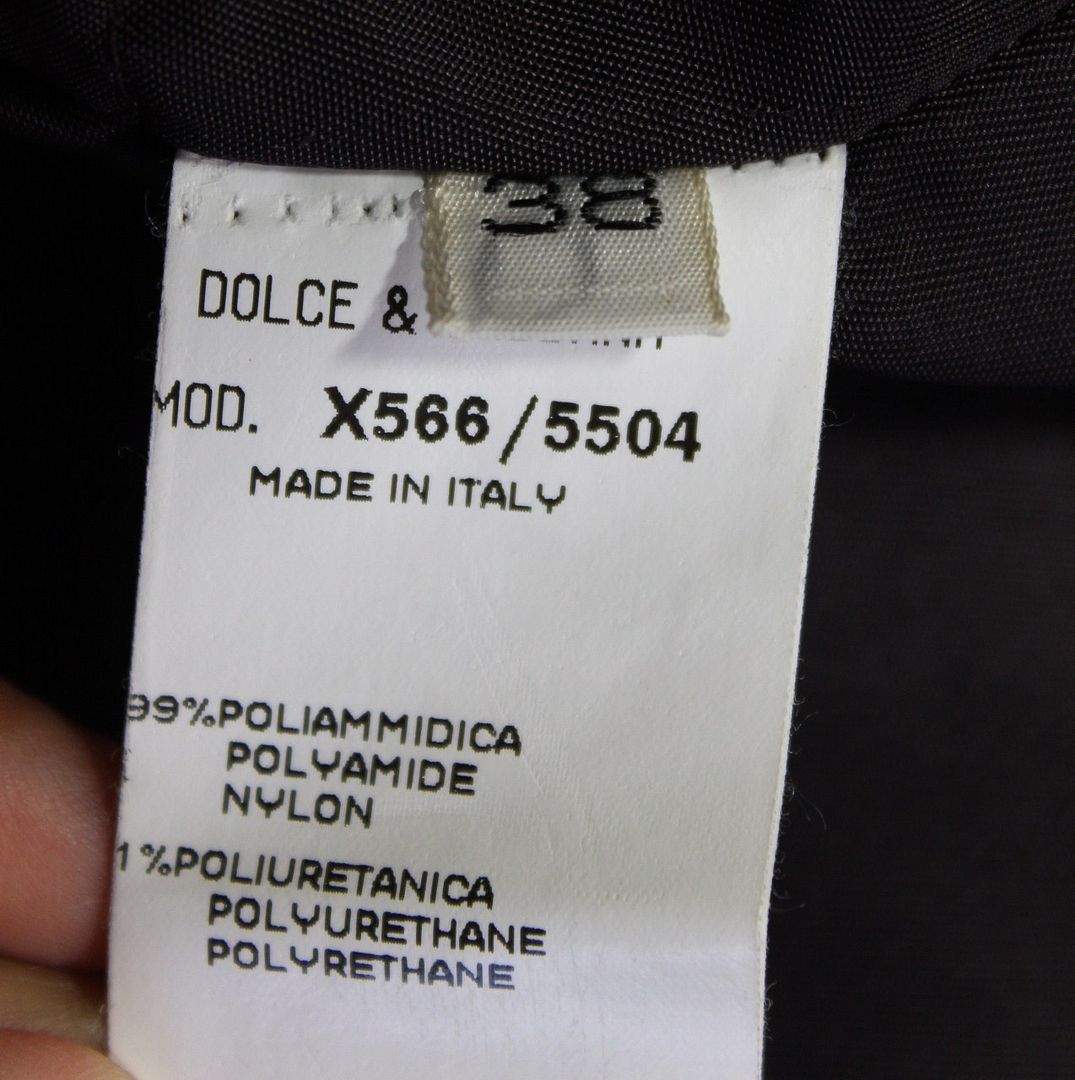 38
DOLCE &
MOD. X566/5504
MADE IN ITALY
99%POLIAMMIDICA
POLYAMIDE
NYLON
1%POLIURETANICA
POLYURETHANE
POLYRETHANE